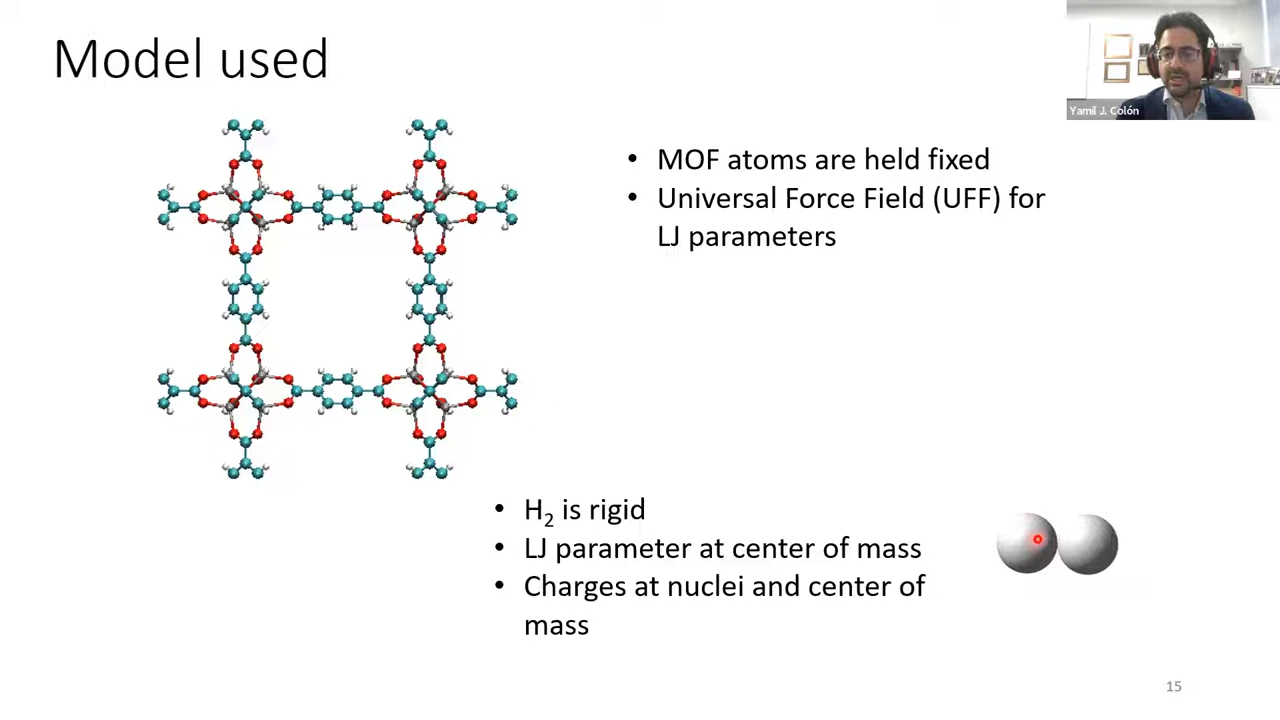 Model used
Yamil J. Colón
• MOF atoms are held fixed
• Universal Force Field (UFF) for
LJ parameters
• H₂ is rigid
• LJ parameter at center of mass
• Charges at nuclei and center of
mass
15